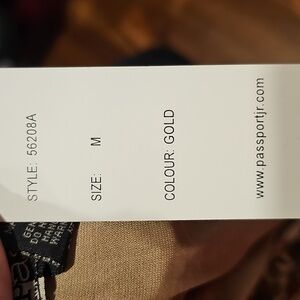 STYLE: 56208A
SIZE: M
COLOUR: GOLD
www.passportjr.com